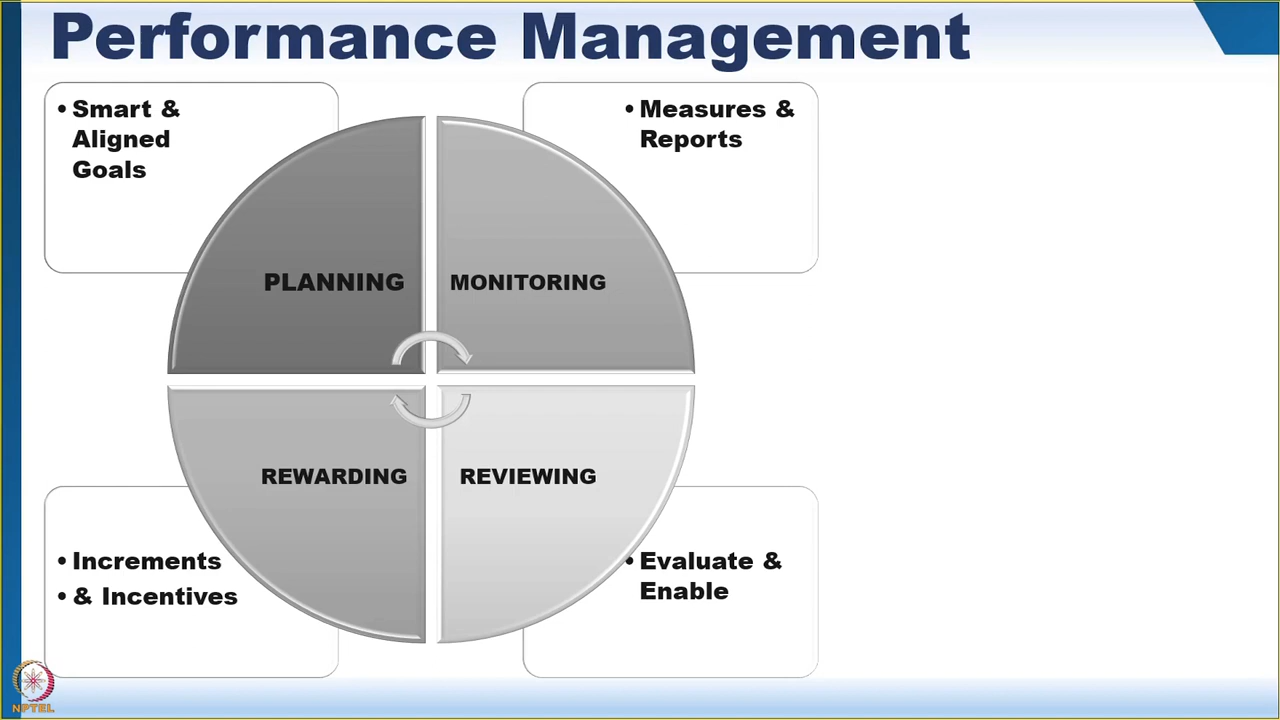 Performance Management
• Smart &
Aligned
Goals
• Measures &
Reports
PLANNING
MONITORING
REWARDING
REVIEWING
• Increments
• & Incentives
• Evaluate &
Enable
NPTEL